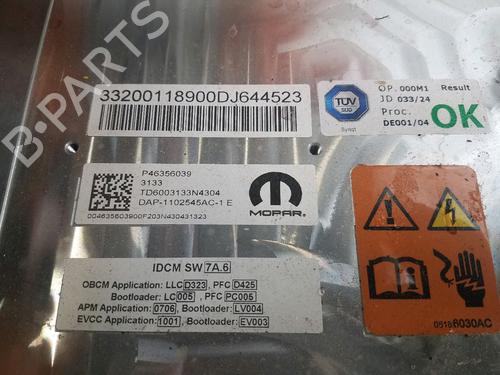 B-PARTS
33200118900DJ644523
TÜV
SÜD
OP. 000M1 Result
JD 033/24
Proc.
DE001/04
OK
P46356039
3133
TD6003133N4304
DAP-1102545AC-1 E
004635603900F203N430431323
MOPAR
IDCM SW 7A.6
OBCM Application: LLC D323, PFC D425
Bootloader: LC 005, PFC PC005
APM Application: 0706, Bootloader: LV004
EVCC Application: 1001, Bootloader: EV003
05186030AC